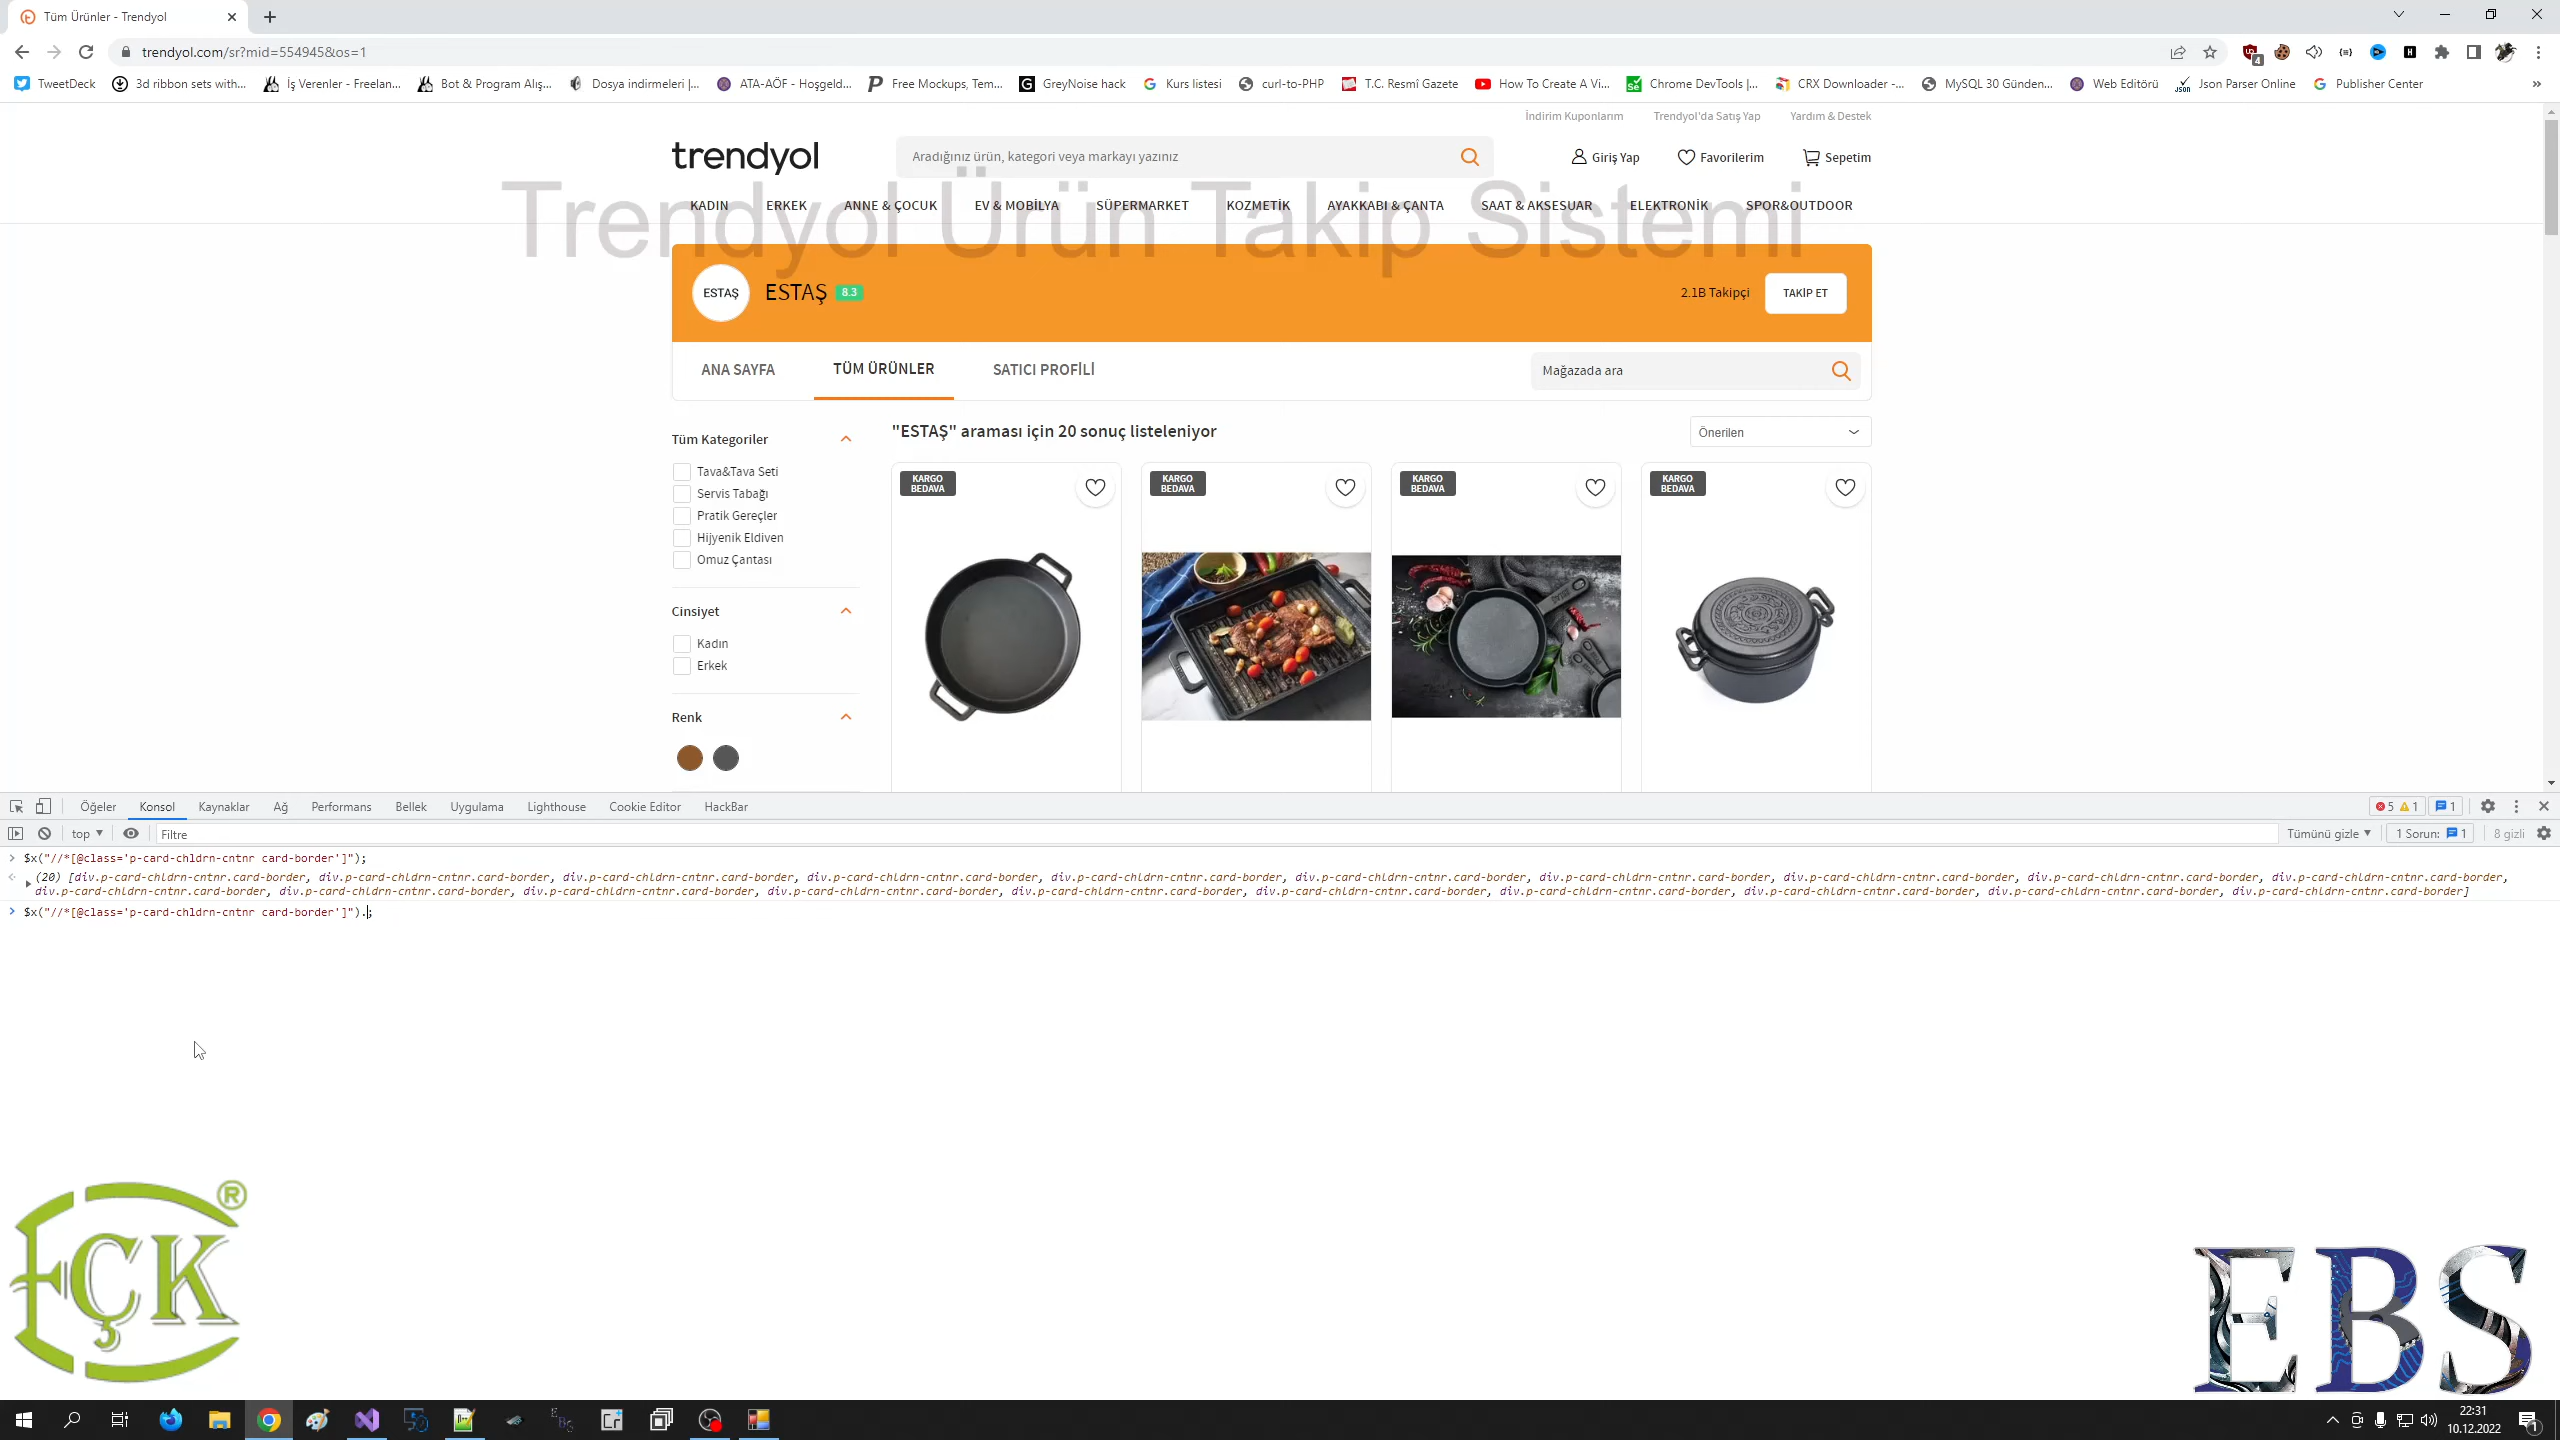 Tüm Ürünler - Trendyol
trendyol.com/sr?mid=554945&os=1
TweetDeck
3d ribbon sets with...
İş Verenler - Freelan...
Bot & Program Alış...
Dosya indirmeleri |...
ATA-AÖF - Hoşgeld...
Free Mockups, Tem...
GreyNoise hack
Kurs listesi
curl-to-PHP
T.C. Resmî Gazete
How To Create A Vi...
Chrome DevTools |...
CRX Downloader -...
MySQL 30 Günden...
Web Editörü
Json Parser Online
Publisher Center
»
İndirim Kuponlarım
Trendyol'da Satış Yap
Yardım & Destek
trendyol
Aradığınız ürün, kategori veya markayı yazınız
Giriş Yap
Favorilerim
Sepetim
Trendyol Ürün Takip Sistemi
KADIN
ERKEK
ANNE & ÇOCUK
EV & MOBİLYA
SÜPERMARKET
KOZMETİK
AYAKKABI & ÇANTA
SAAT & AKSESUAR
ELEKTRONİK
SPOR&OUTDOOR
ESTAŞ
ESTAŞ
8.3
2.1B Takipçi
TAKİP ET
ANA SAYFA
TÜM ÜRÜNLER
SATICI PROFİLİ
Mağazada ara
Tüm Kategoriler
Tava&Tava Seti
Servis Tabağı
Pratik Gereçler
Hijyenik Eldiven
Omuz Çantası
Cinsiyet
Kadın
Erkek
Renk
"ESTAŞ" araması için 20 sonuç listeleniyor
Önerilen
KARGO
BEDAVA
KARGO
BEDAVA
KARGO
BEDAVA
KARGO
BEDAVA
Öğeler
Konsol
Kaynaklar
Ağ
Performans
Bellek
Uygulama
Lighthouse
Cookie Editor
HackBar
5
1
1
top
Filtre
Tümünü gizle
1 Sorun: 1
8 gizli
$x("//*[@class='p-card-chldrn-cntnr card-border']");
(20) [div.p-card-chldrn-cntnr.card-border, div.p-card-chldrn-cntnr.card-border, div.p-card-chldrn-cntnr.card-border, div.p-card-chldrn-cntnr.card-border, div.p-card-chldrn-cntnr.card-border, div.p-card-chldrn-cntnr.card-border, div.p-card-chldrn-cntnr.card-border, div.p-card-chldrn-cntnr.card-border, div.p-card-chldrn-cntnr.card-border, div.p-card-chldrn-cntnr.card-border,
div.p-card-chldrn-cntnr.card-border, div.p-card-chldrn-cntnr.card-border, div.p-card-chldrn-cntnr.card-border, div.p-card-chldrn-cntnr.card-border, div.p-card-chldrn-cntnr.card-border, div.p-card-chldrn-cntnr.card-border, div.p-card-chldrn-cntnr.card-border, div.p-card-chldrn-cntnr.card-border, div.p-card-chldrn-cntnr.card-border, div.p-card-chldrn-cntnr.card-border]
$x("//*[@class='p-card-chldrn-cntnr card-border']").;
EÇK
®
EBS
22:31
10.12.2022
1